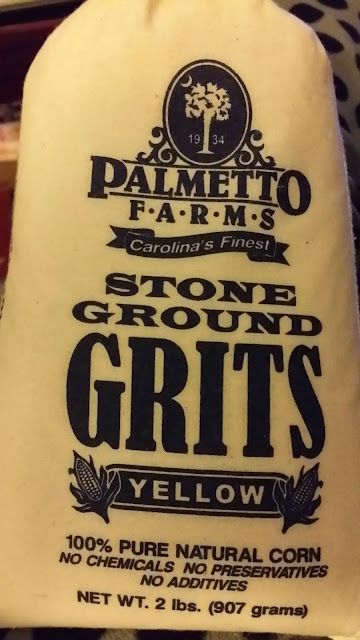 19 34
PALMETTO
F·A·R·M·S
Carolina's Finest
STONE
GROUND
GRITS
YELLOW
100% PURE NATURAL CORN
NO CHEMICALS NO PRESERVATIVES
NO ADDITIVES
NET WT. 2 lbs. (907 grams)